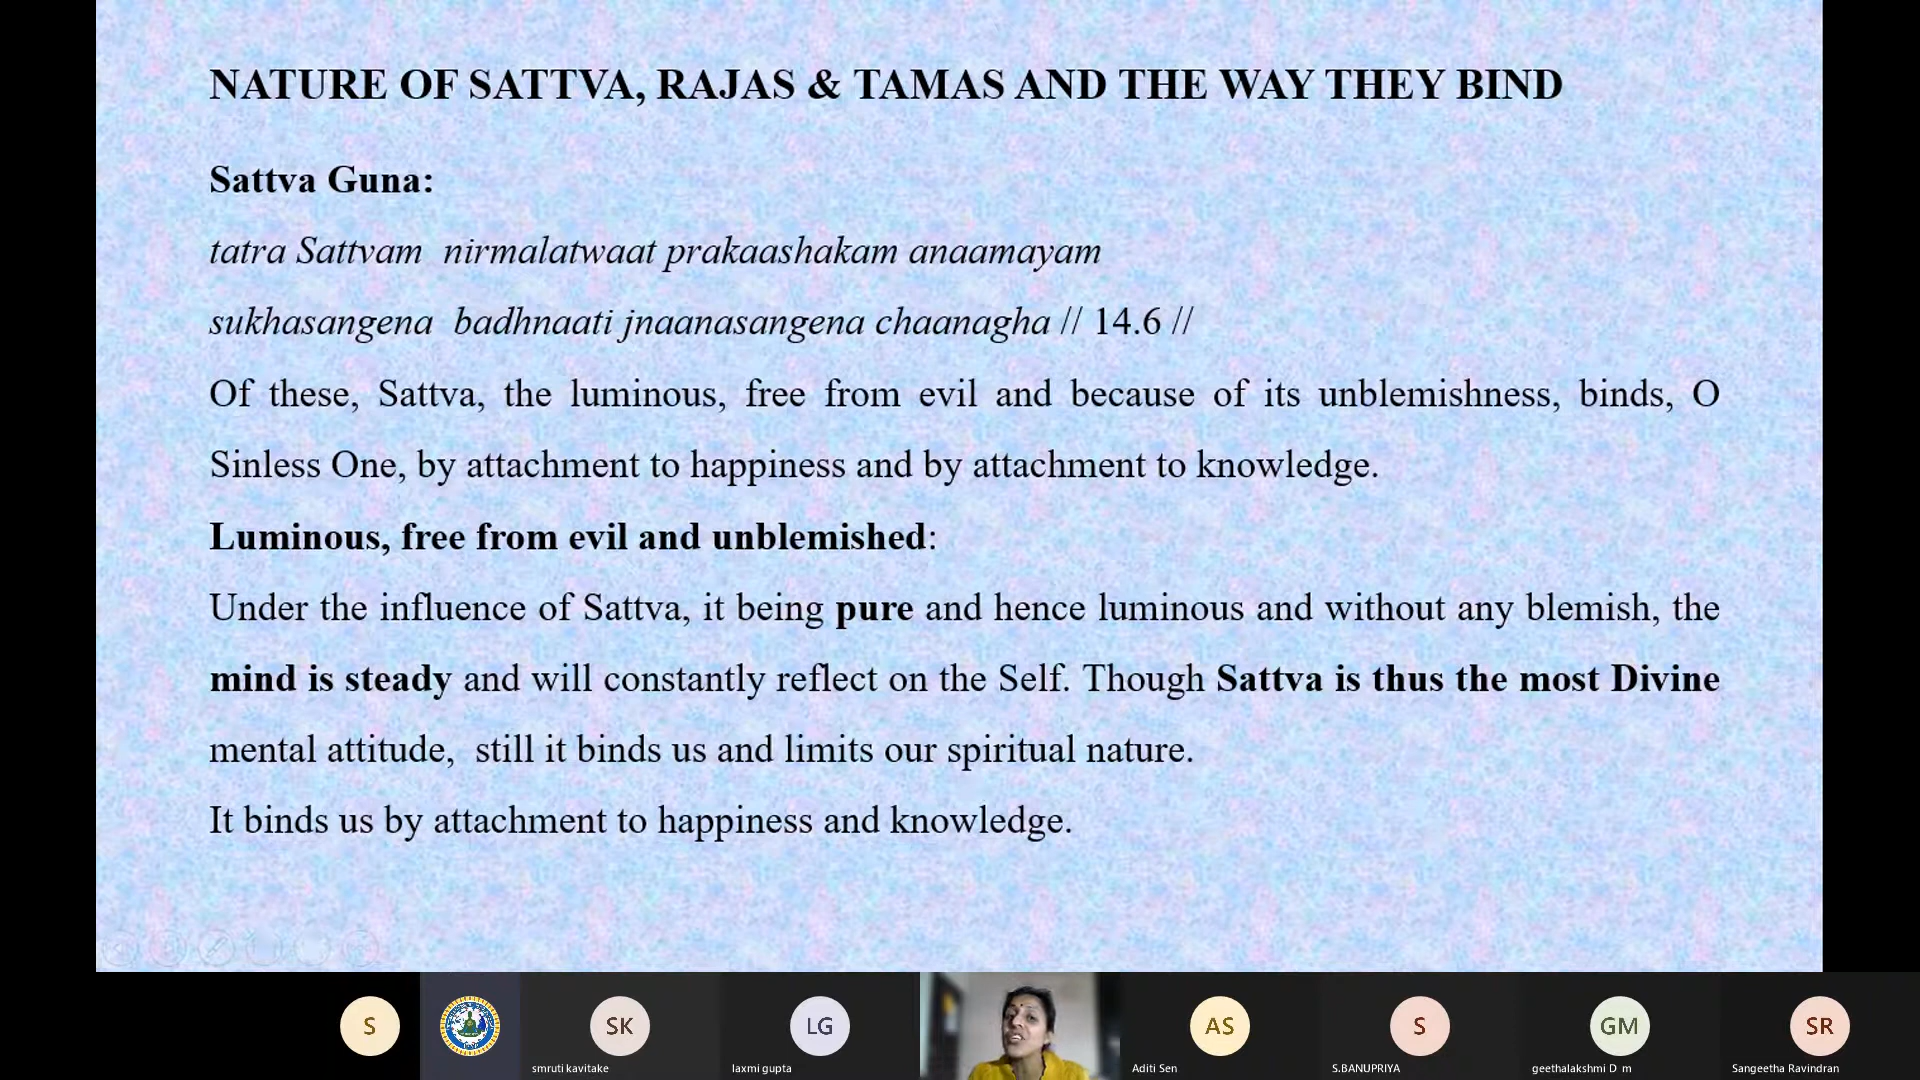 NATURE OF SATTVA, RAJAS & TAMAS AND THE WAY THEY BIND
Sattva Guna:
tatra Sattvam nirmalatwaat prakaashakam anaamayam
sukhasangena badhnaati jnaanasangena chaanagha // 14.6 //
Of these, Sattva, the luminous, free from evil and because of its unblemishness, binds, O
Sinless One, by attachment to happiness and by attachment to knowledge.
Luminous, free from evil and unblemished:
Under the influence of Sattva, it being pure and hence luminous and without any blemish, the
mind is steady and will constantly reflect on the Self. Though Sattva is thus the most Divine
mental attitude, still it binds us and limits our spiritual nature.
It binds us by attachment to happiness and knowledge.
S
SK
LG
AS
S
GM
SR
smruti kavitake
laxmi gupta
Aditi Sen
S.BANUPRIYA
geethalakshmi D m
Sangeetha Ravindran